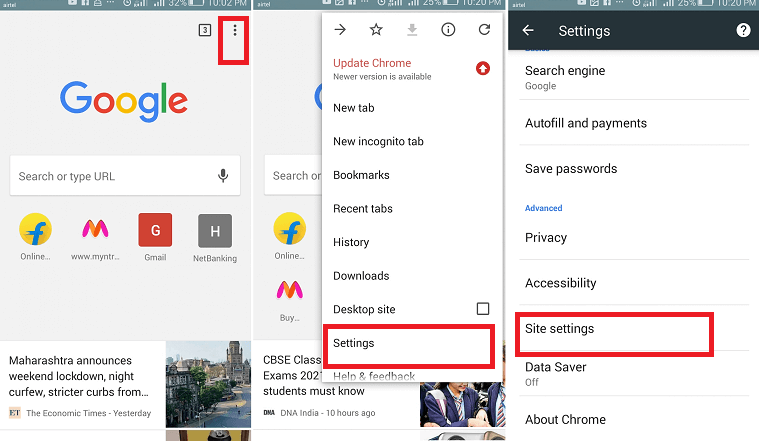 airtel
32%
10:02 PM
3
Google
Search or type URL
Online...
www.myntr...
G
Gmail
H
NetBanking
Maharashtra announces
weekend lockdown, night
curfew, stricter curbs from...
ET
The Economic Times - Yesterday
airtel
25%
10:20 PM
Search or
Online...
Buy...
CBSE Class
Exams 2021
students must
know
DNA
DNA India - 10 hours ago
Update Chrome
Newer version is available
New tab
New incognito tab
Bookmarks
Recent tabs
History
Downloads
Desktop site
Settings
Help & feedback
airtel
25%
10:20 PM
Settings
?
Basics
Search engine
Google
Autofill and payments
Save passwords
Advanced
Privacy
Accessibility
Site settings
Data Saver
Off
About Chrome